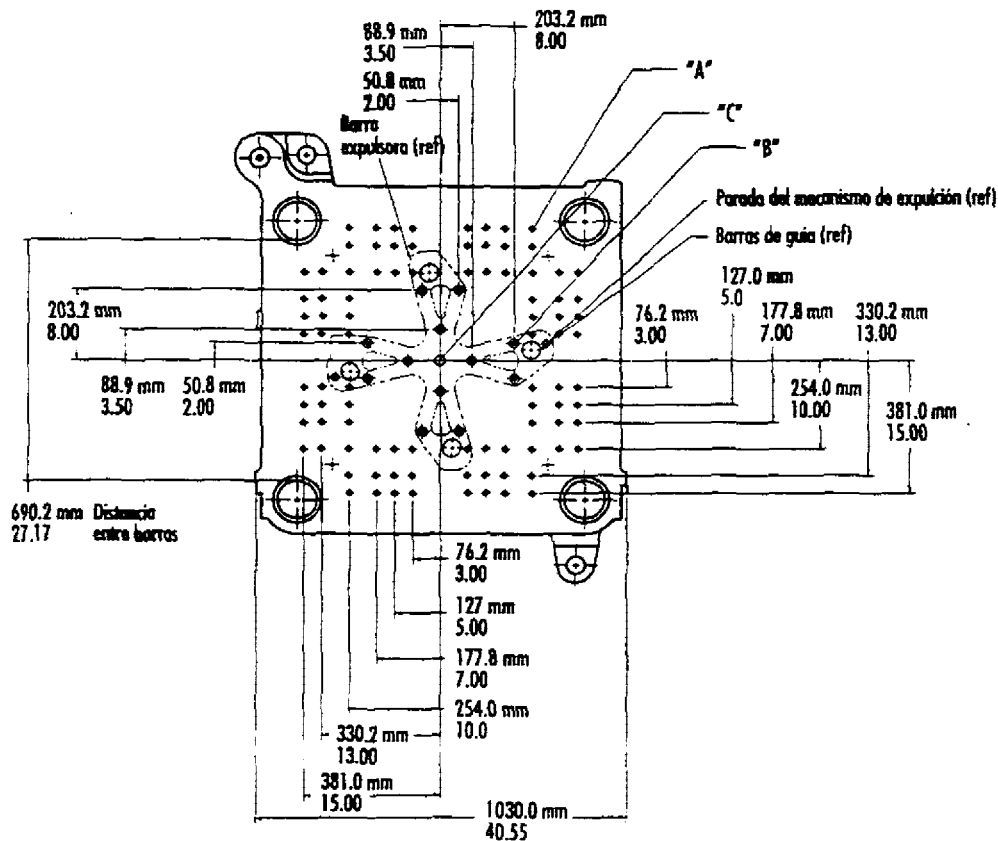 203.2 mm
8.00
88.9 mm
3.50
50.8 mm
2.00
"A"
"C"
"B"
Barra
expulsora (ref)
Parada del mecanismo de expulción (ref)
Barras de guia (ref)
127.0 mm
5.0
76.2 mm
3.00
177.8 mm
7.00
330.2 mm
13.00
203.2 mm
8.00
88.9 mm
3.50
50.8 mm
2.00
254.0 mm
10.00
381.0 mm
15.00
690.2 mm Distancia
27.17 entre barras
76.2 mm
3.00
127 mm
5.00
177.8 mm
7.00
254.0 mm
10.0
330.2 mm
13.00
381.0 mm
15.00
1030.0 mm
40.55